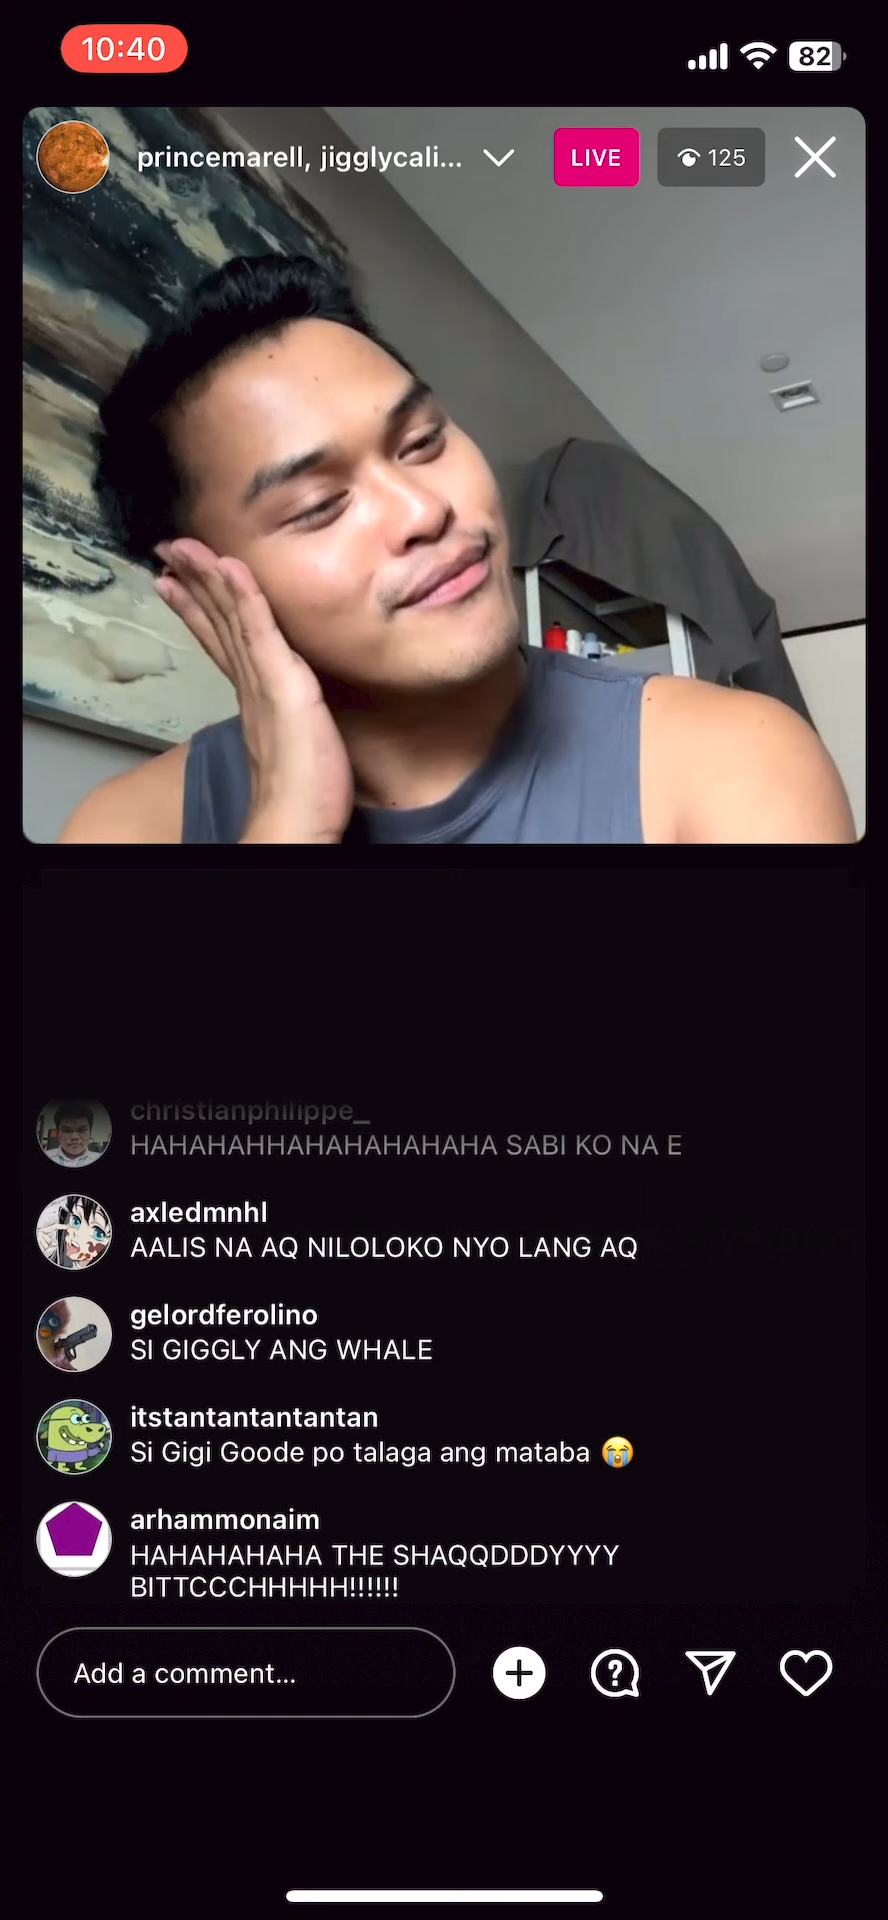 10:40
82
princemarell, jigglycali...
LIVE
125
christianphilippe_
HAHAHAHHAHAHAHAHAHA SABI KO NA E
axledmnhl
AALIS NA AQ NILOLOKO NYO LANG AQ
gelordferolino
SI GIGGLY ANG WHALE
itstantantantantan
Si Gigi Goode po talaga ang mataba 😭
arhammonaim
HAHAHAHAHA THE SHAQQDDDYYYY
BITTCCCHHHHH!!!!!!
Add a comment...